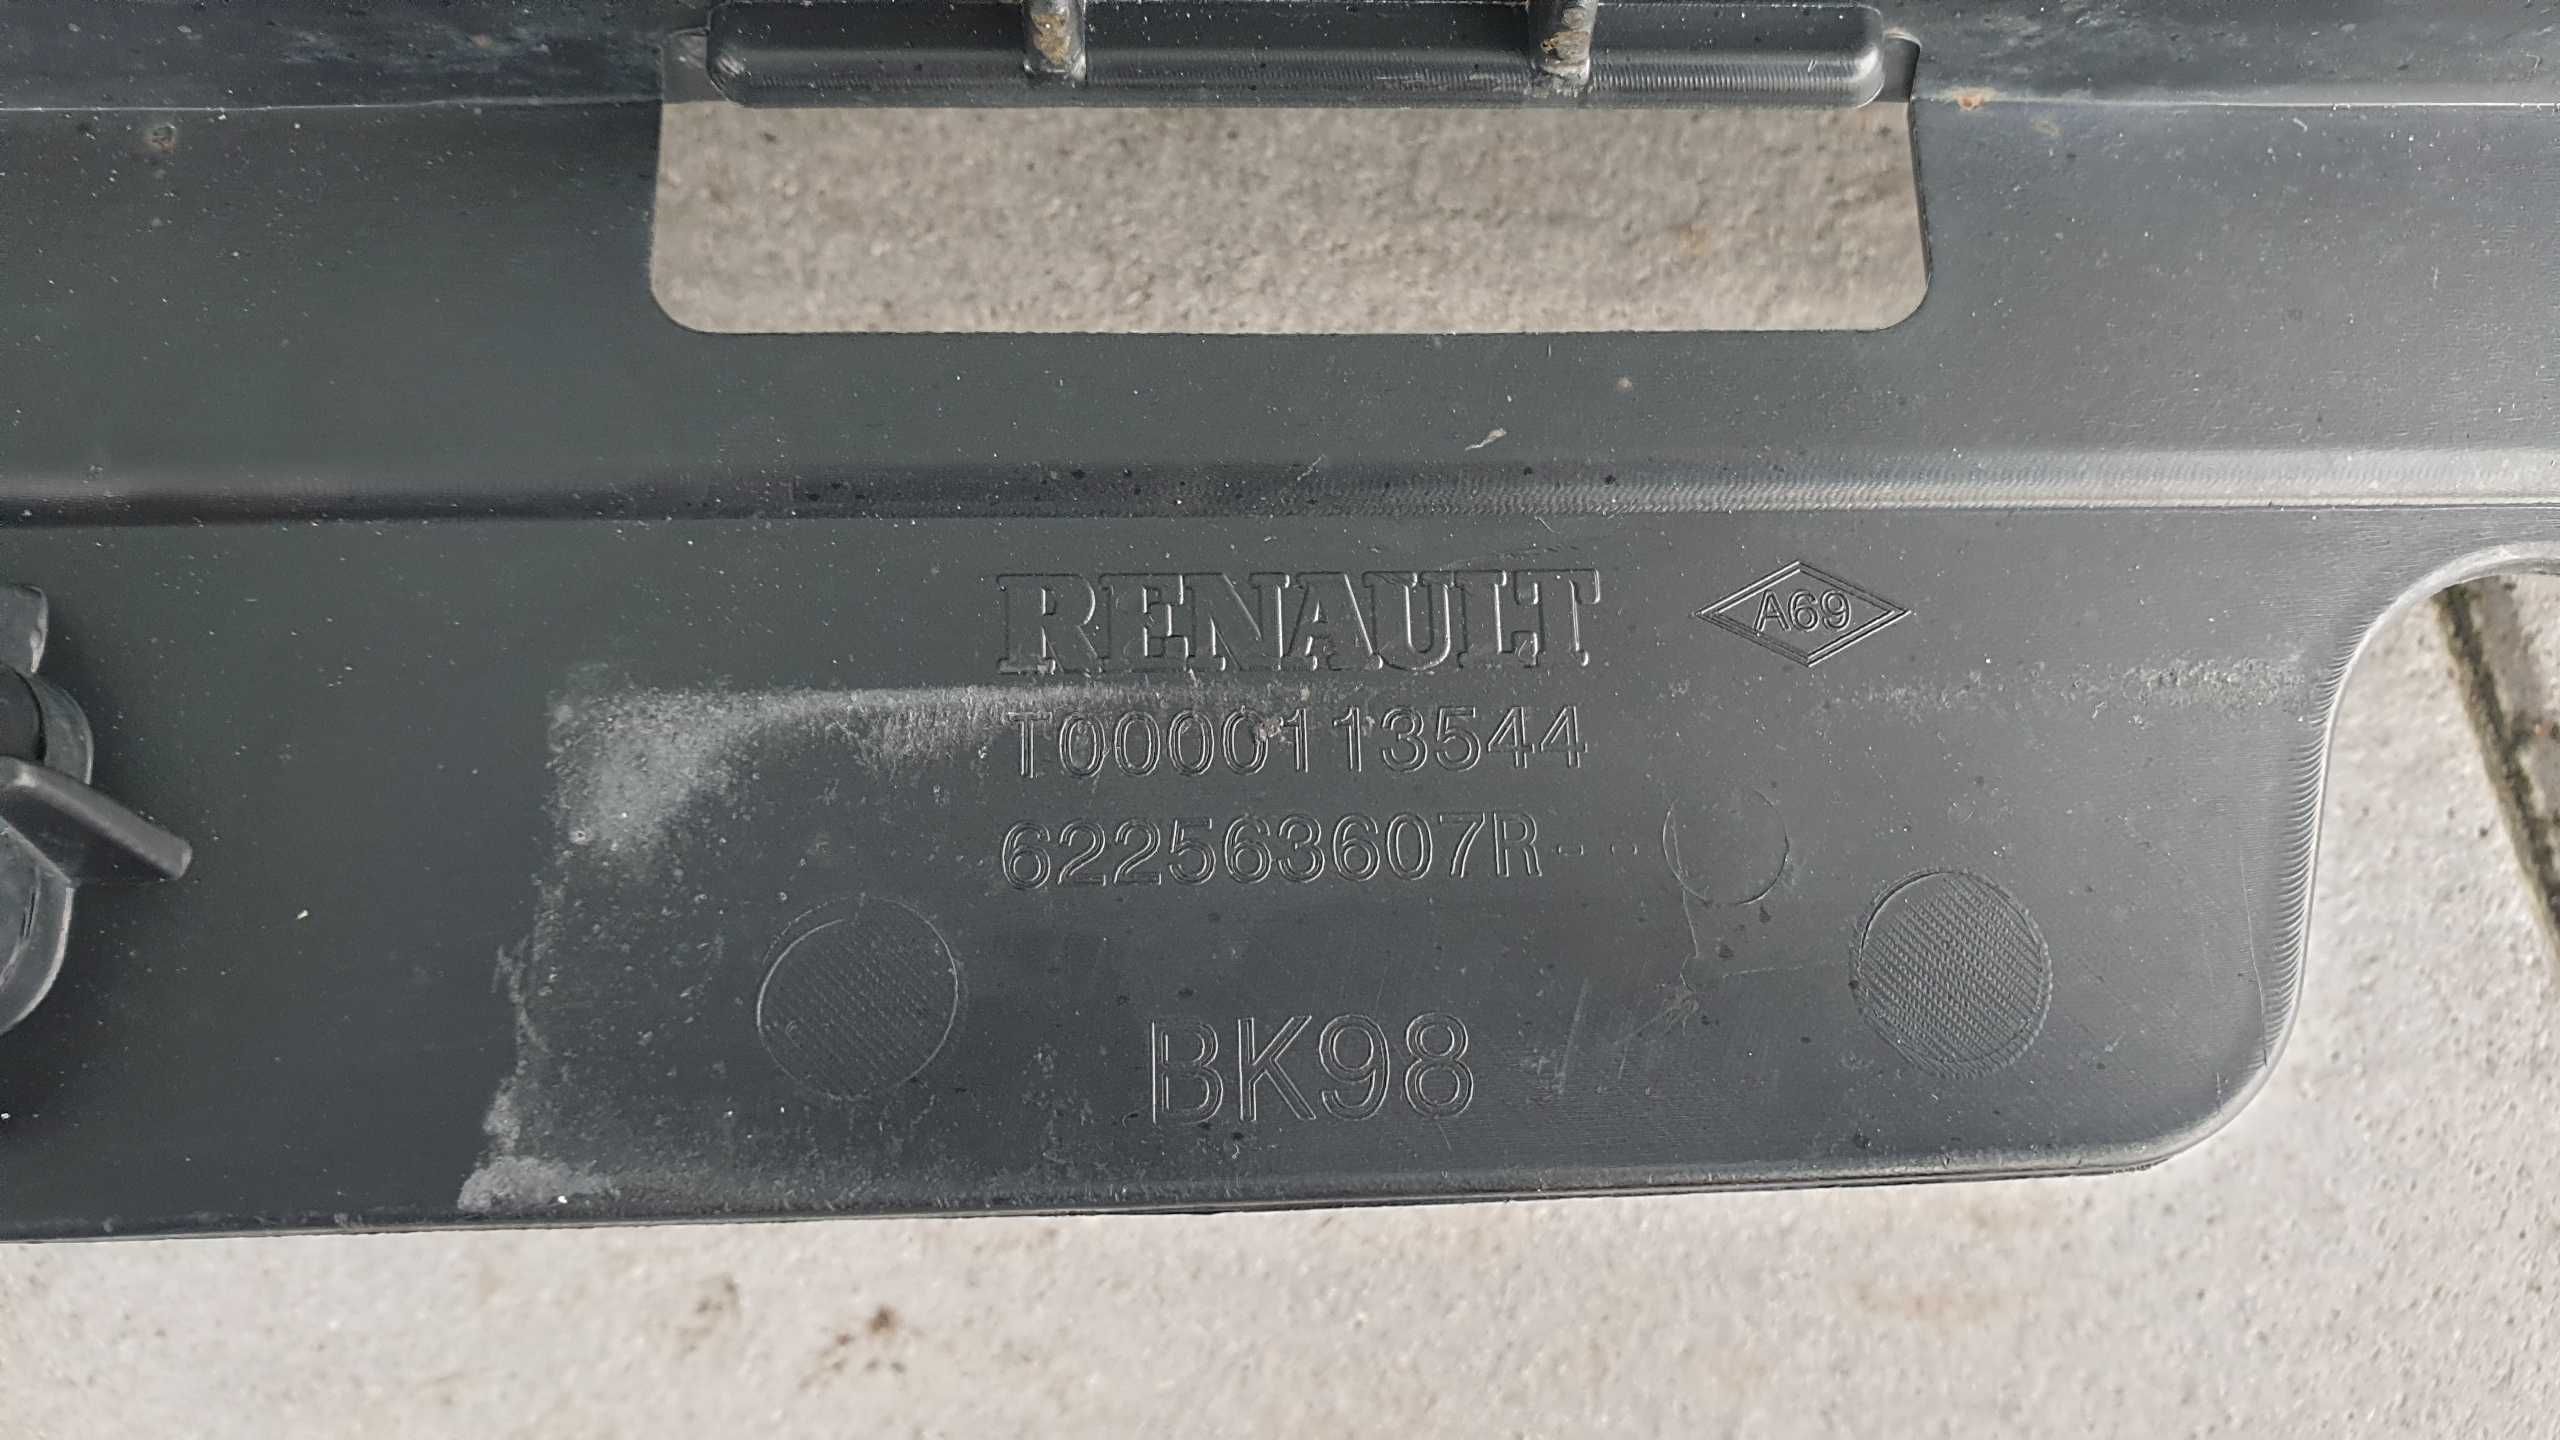 RENAULT
A69
T0000113544
622563607R--
BK98